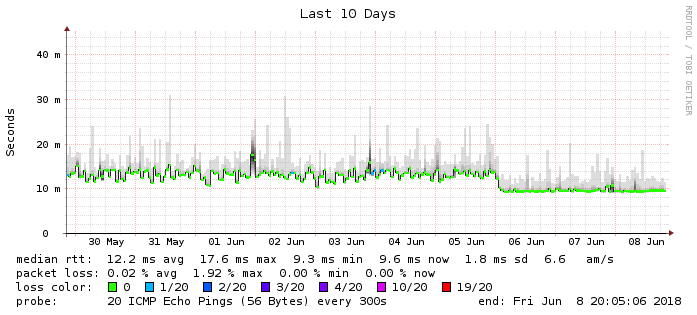 Last 10 Days
RRDTOOL / TOBI OETIKER
Seconds
40 m
30 m
20 m
10 m
0
30 May 31 May 01 Jun 02 Jun 03 Jun 04 Jun 05 Jun 06 Jun 07 Jun 08 Jun
median rtt: 12.2 ms avg 17.6 ms max 9.3 ms min 9.6 ms now 1.8 ms sd 6.6 am/s
packet loss: 0.02 % avg 1.92 % max 0.00 % min 0.00 % now
loss color: 0 1/20 2/20 3/20 4/20 10/20 19/20
probe: 20 ICMP Echo Pings (56 Bytes) every 300s end: Fri Jun 8 20:05:06 2018